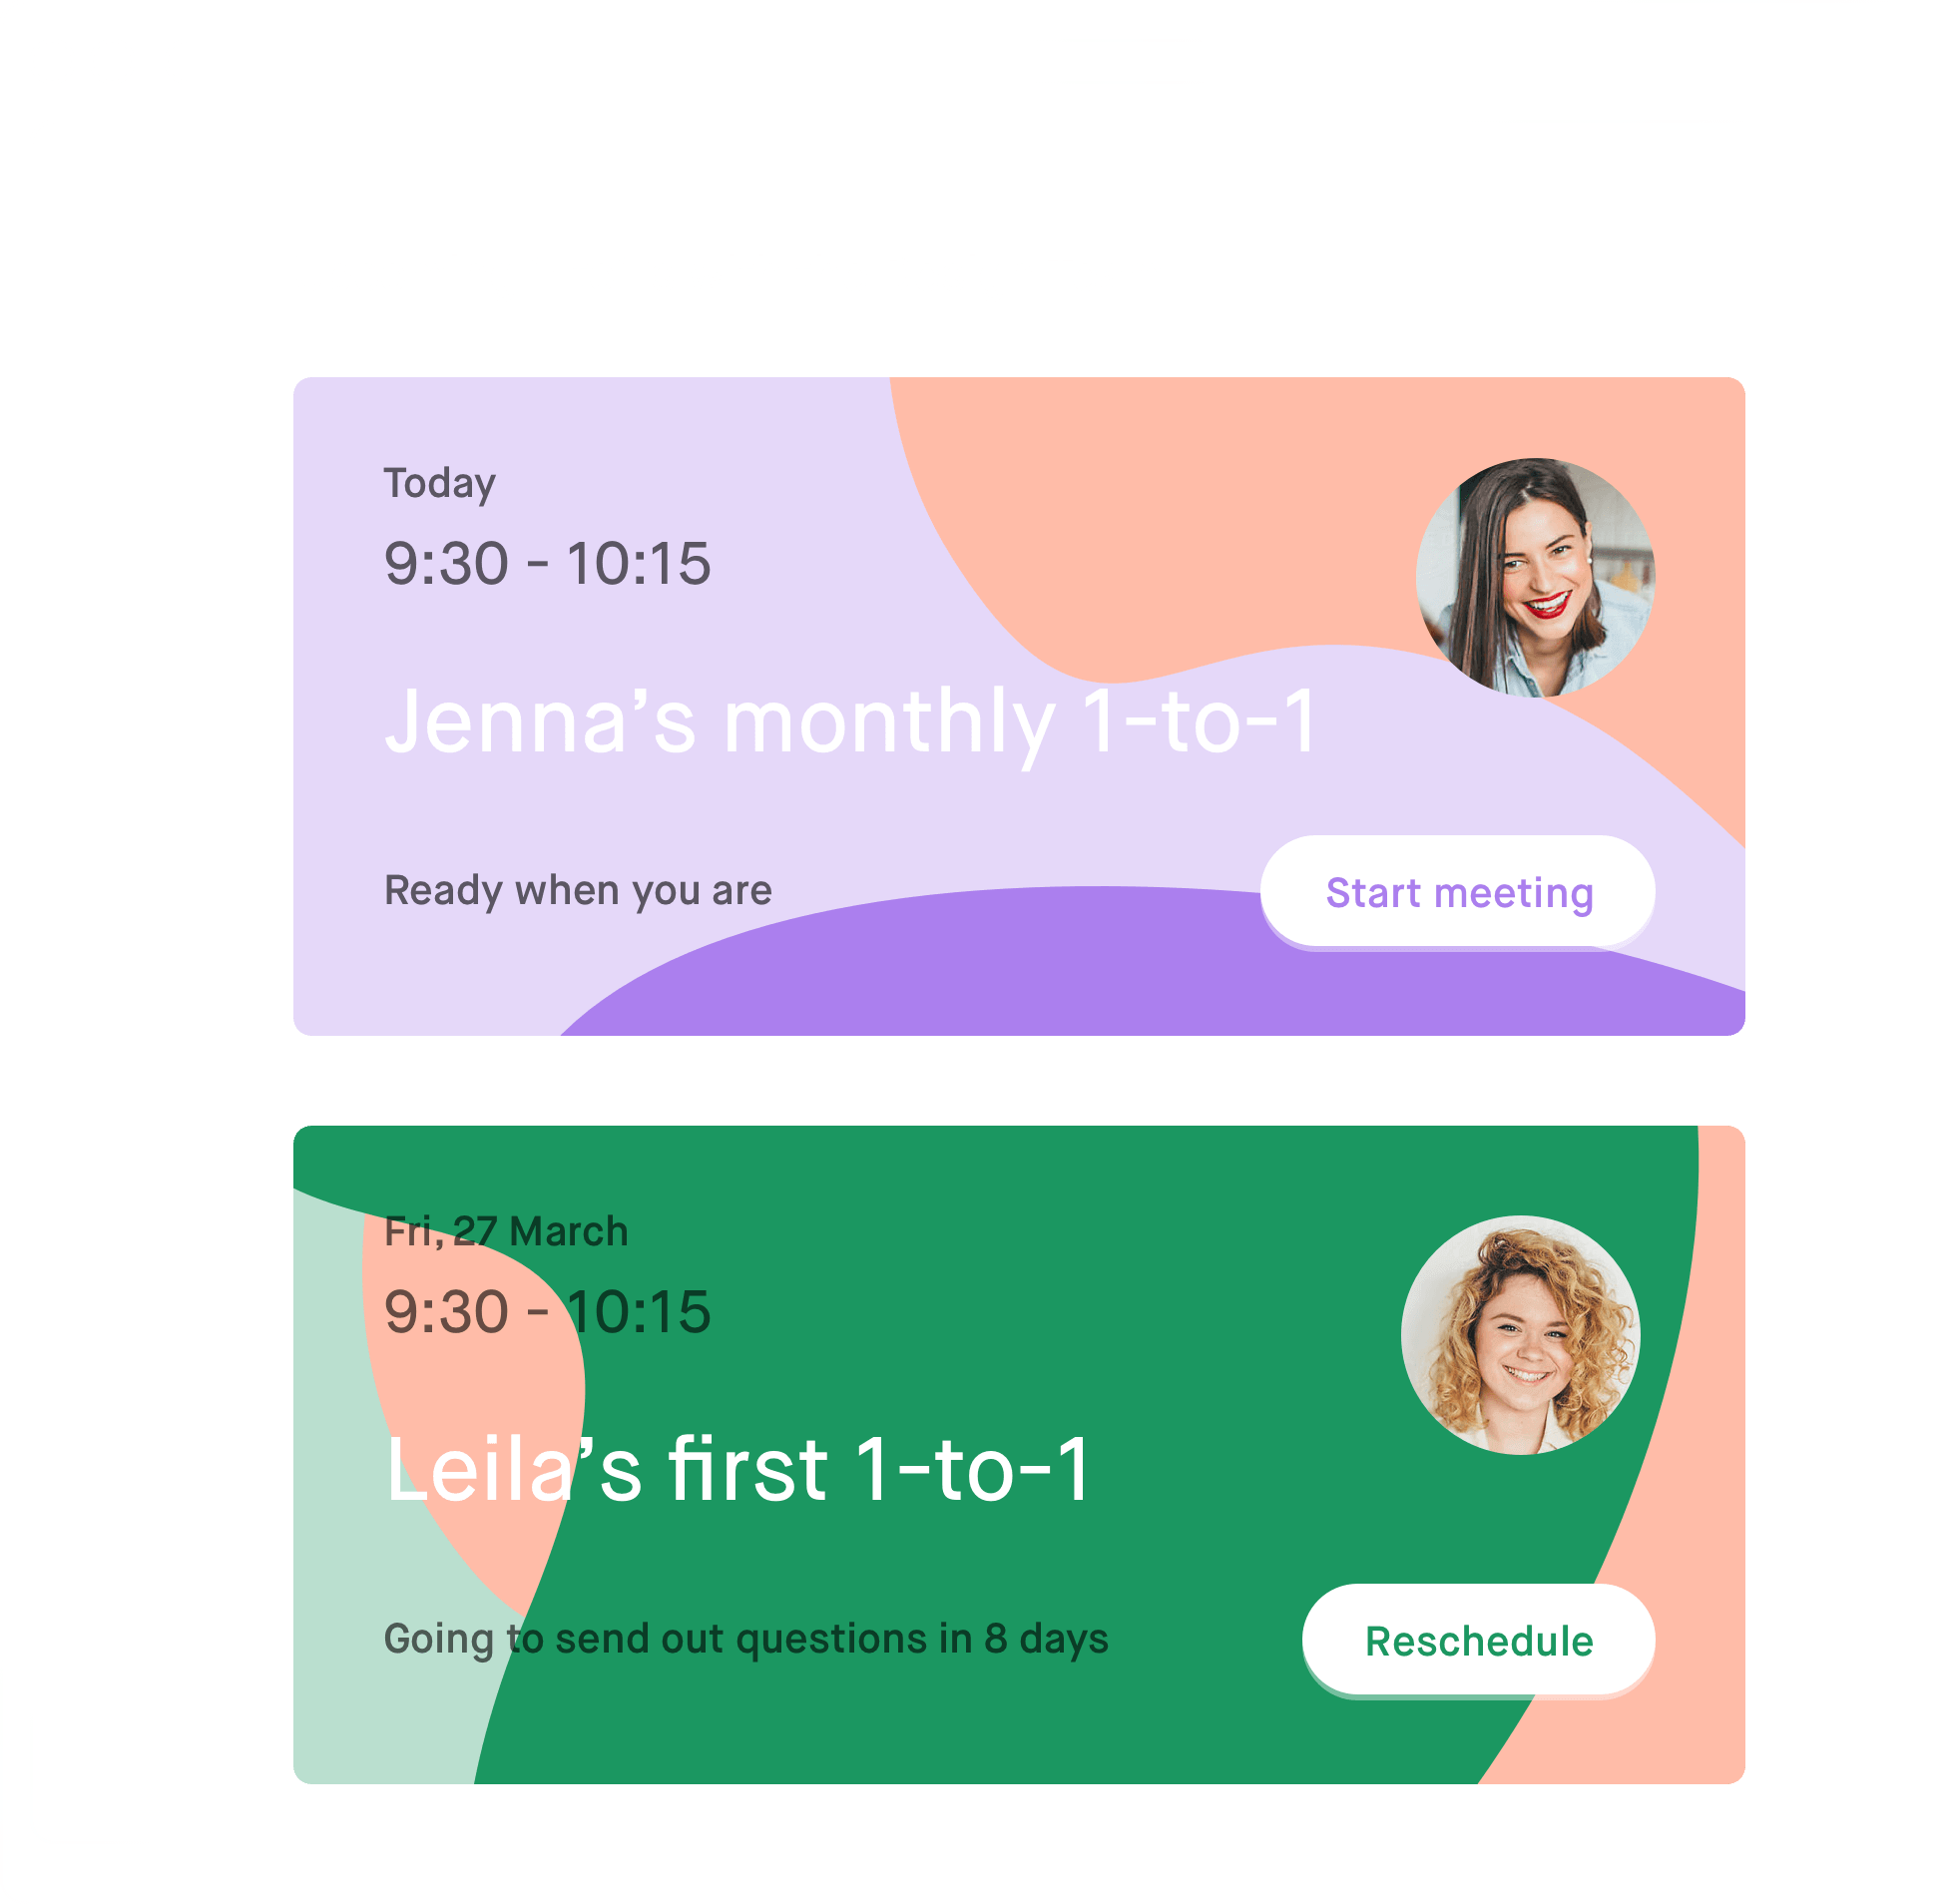 Today
9:30 - 10:15
Jenna’s monthly 1-to-1
Ready when you are
Start meeting
Fri, 27 March
9:30 - 10:15
Leila’s first 1-to-1
Going to send out questions in 8 days
Reschedule